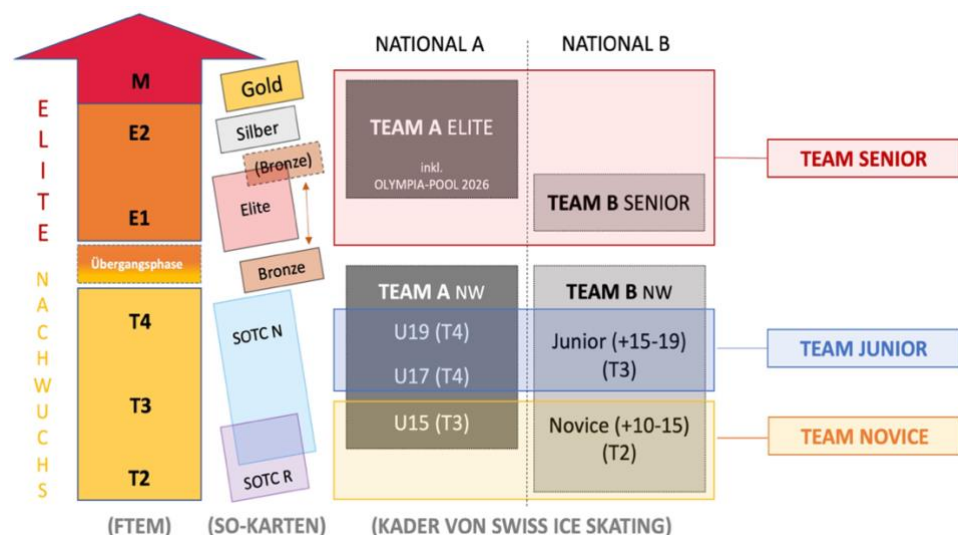 NATIONAL A
NATIONAL B
ELITE
NACHWUCHS
M
E2
E1
Übergangsphase
T4
T3
T2
(FTEM)
Gold
Silber
(Bronze)
Elite
Bronze
SOTC N
SOTC R
(SO-KARTEN)
TEAM A ELITE
inkl.
OLYMPIA-POOL 2026
TEAM B SENIOR
TEAM A NW
U19 (T4)
U17 (T4)
U15 (T3)
TEAM B NW
Junior (+15-19)
(T3)
Novice (+10-15)
(T2)
(KADER VON SWISS ICE SKATING)
TEAM SENIOR
TEAM JUNIOR
TEAM NOVICE